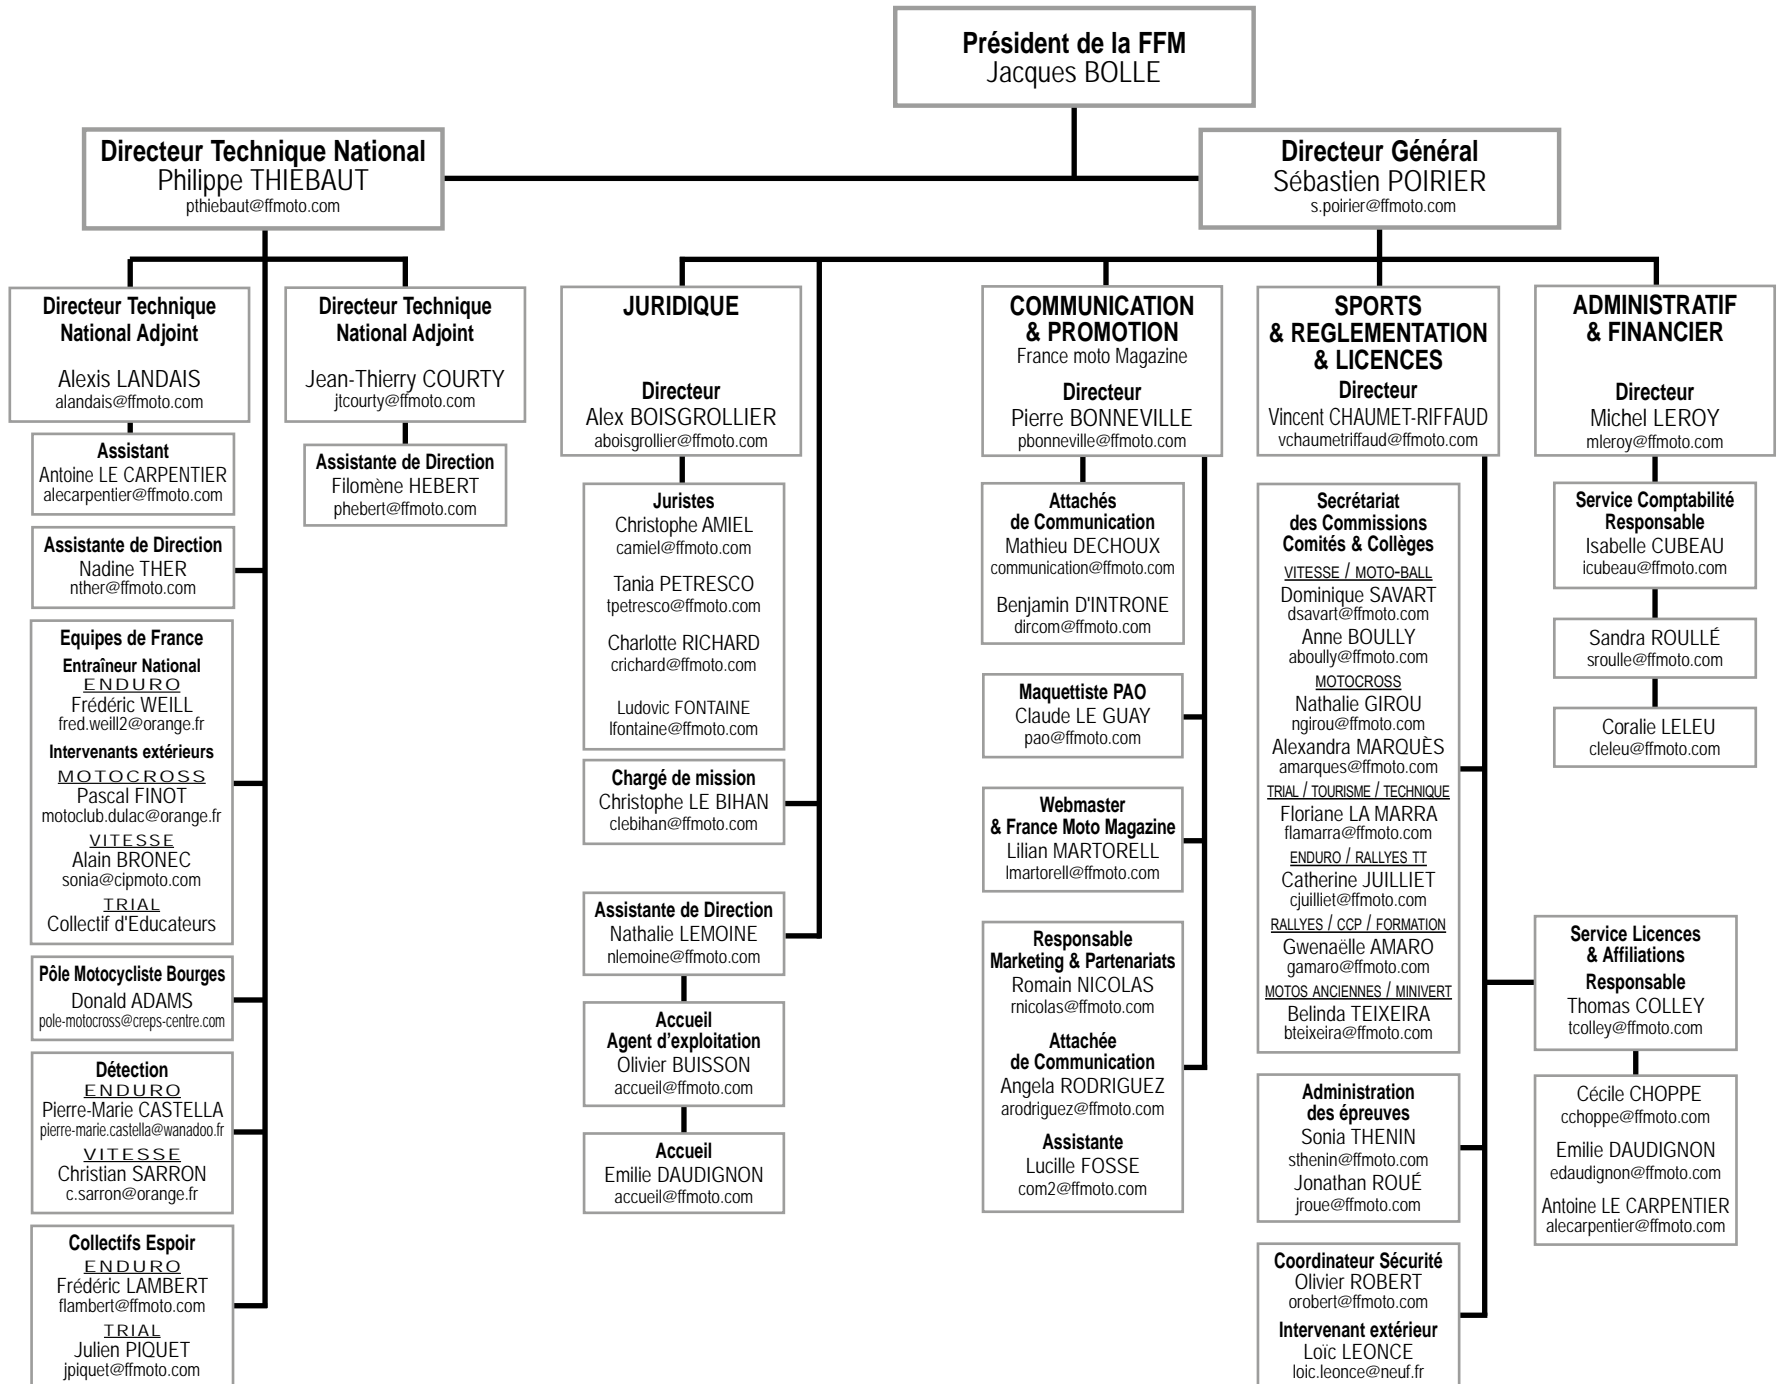 Président de la FFM
Jacques BOLLE
Directeur Technique National
Philippe THIEBAUT
pthiebaut@ffmoto.com
Directeur Général
Sébastien POIRIER
s.poirier@ffmoto.com
Directeur Technique
National Adjoint
Alexis LANDAIS
alandais@ffmoto.com
Assistant
Antoine LE CARPENTIER
alecarpentier@ffmoto.com
Assistante de Direction
Nadine THER
nther@ffmoto.com
Equipes de France
Entraîneur National
ENDURO
Frédéric WEILL
fred.weill2@orange.fr
Intervenants extérieurs
MOTOCROSS
Pascal FINOT
motoclub.dulac@orange.fr
VITESSE
Alain BRONEC
sonia@cipmoto.com
TRIAL
Collectif d'Educateurs
Pôle Motocycliste Bourges
Donald ADAMS
pole-motocross@creps-centre.com
Détection
ENDURO
Pierre-Marie CASTELLA
pierre-marie.castella@wanadoo.fr
VITESSE
Christian SARRON
c.sarron@orange.fr
Collectifs Espoir
ENDURO
Frédéric LAMBERT
flambert@ffmoto.com
TRIAL
Julien PIQUET
jpiquet@ffmoto.com
Directeur Technique
National Adjoint
Jean-Thierry COURTY
jtcourty@ffmoto.com
Assistante de Direction
Filomène HEBERT
phebert@ffmoto.com
JURIDIQUE
Directeur
Alex BOISGROLLIER
aboisgrollier@ffmoto.com
Juristes
Christophe AMIEL
camiel@ffmoto.com
Tania PETRESCO
tpetresco@ffmoto.com
Charlotte RICHARD
crichard@ffmoto.com
Ludovic FONTAINE
lfontaine@ffmoto.com
Chargé de mission
Christophe LE BIHAN
clebihan@ffmoto.com
Assistante de Direction
Nathalie LEMOINE
nlemoine@ffmoto.com
Accueil
Agent d'exploitation
Olivier BUISSON
accueil@ffmoto.com
Accueil
Emilie DAUDIGNON
accueil@ffmoto.com
COMMUNICATION
& PROMOTION
France moto Magazine
Directeur
Pierre BONNEVILLE
pbonneville@ffmoto.com
Attachés
de Communication
Mathieu DECHOUX
communication@ffmoto.com
Benjamin D'INTRONE
dircom@ffmoto.com
Maquettiste PAO
Claude LE GUAY
pao@ffmoto.com
Webmaster
& France Moto Magazine
Lilian MARTORELL
lmartorell@ffmoto.com
Responsable
Marketing & Partenariats
Romain NICOLAS
rnicolas@ffmoto.com
Attachée
de Communication
Angela RODRIGUEZ
arodriguez@ffmoto.com
Assistante
Lucille FOSSE
com2@ffmoto.com
SPORTS
& REGLEMENTATION
& LICENCES
Directeur
Vincent CHAUMET-RIFFAUD
vchaumetriffaud@ffmoto.com
Secrétariat
des Commissions
Comités & Collèges
VITESSE / MOTO-BALL
Dominique SAVART
dsavart@ffmoto.com
Anne BOULLY
aboully@ffmoto.com
MOTOCROSS
Nathalie GIROU
ngirou@ffmoto.com
Alexandra MARQUÈS
amarques@ffmoto.com
TRIAL / TOURISME / TECHNIQUE
Floriane LA MARRA
flamarra@ffmoto.com
ENDURO / RALLYES TT
Catherine JUILLIET
cjuilliet@ffmoto.com
RALLYES / CCP / FORMATION
Gwenaëlle AMARO
gamaro@ffmoto.com
MOTOS ANCIENNES / MINIVERT
Belinda TEIXEIRA
bteixeira@ffmoto.com
Administration
des épreuves
Sonia THENIN
sthenin@ffmoto.com
Jonathan ROUÉ
jroue@ffmoto.com
Coordinateur Sécurité
Olivier ROBERT
orobert@ffmoto.com
Intervenant extérieur
Loïc LEONCE
loic.leonce@neuf.fr
ADMINISTRATIF
& FINANCIER
Directeur
Michel LEROY
mleroy@ffmoto.com
Service Comptabilité
Responsable
Isabelle CUBEAU
icubeau@ffmoto.com
Sandra ROULLÉ
sroulle@ffmoto.com
Coralie LELEU
cleleu@ffmoto.com
Service Licences
& Affiliations
Responsable
Thomas COLLEY
tcolley@ffmoto.com
Cécile CHOPPE
cchoppe@ffmoto.com
Emilie DAUDIGNON
edaudignon@ffmoto.com
Antoine LE CARPENTIER
alecarpentier@ffmoto.com